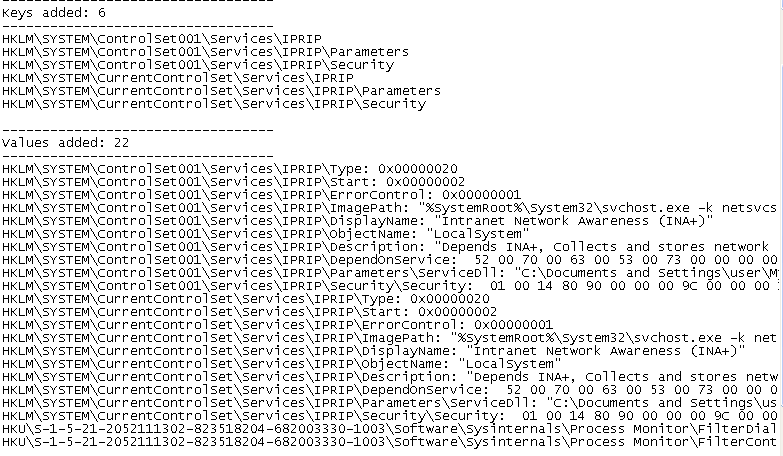 ---------------------------------
Keys added: 6
---------------------------------
HKLM\SYSTEM\ControlSet001\Services\IPRIP
HKLM\SYSTEM\ControlSet001\Services\IPRIP\Parameters
HKLM\SYSTEM\ControlSet001\Services\IPRIP\Security
HKLM\SYSTEM\CurrentControlSet\Services\IPRIP
HKLM\SYSTEM\CurrentControlSet\Services\IPRIP\Parameters
HKLM\SYSTEM\CurrentControlSet\Services\IPRIP\Security
---------------------------------
Values added: 22
---------------------------------
HKLM\SYSTEM\ControlSet001\Services\IPRIP\Type: 0x00000020
HKLM\SYSTEM\ControlSet001\Services\IPRIP\Start: 0x00000002
HKLM\SYSTEM\ControlSet001\Services\IPRIP\ErrorControl: 0x00000001
HKLM\SYSTEM\ControlSet001\Services\IPRIP\ImagePath: "%SystemRoot%\System32\svchost.exe -k netsvcs
HKLM\SYSTEM\ControlSet001\Services\IPRIP\DisplayName: "Intranet Network Awareness (INA+)"
HKLM\SYSTEM\ControlSet001\Services\IPRIP\ObjectName: "LocalSystem"
HKLM\SYSTEM\ControlSet001\Services\IPRIP\Description: "Depends INA+, Collects and stores network
HKLM\SYSTEM\ControlSet001\Services\IPRIP\DependOnService:  52 00 70 00 63 00 53 00 73 00 00 00 00
HKLM\SYSTEM\ControlSet001\Services\IPRIP\Parameters\ServiceDll: "C:\Documents and Settings\user\M
HKLM\SYSTEM\ControlSet001\Services\IPRIP\Security\Security:  01 00 14 80 90 00 00 00 9C 00 00 00
HKLM\SYSTEM\CurrentControlSet\Services\IPRIP\Type: 0x00000020
HKLM\SYSTEM\CurrentControlSet\Services\IPRIP\Start: 0x00000002
HKLM\SYSTEM\CurrentControlSet\Services\IPRIP\ErrorControl: 0x00000001
HKLM\SYSTEM\CurrentControlSet\Services\IPRIP\ImagePath: "%SystemRoot%\System32\svchost.exe -k net
HKLM\SYSTEM\CurrentControlSet\Services\IPRIP\DisplayName: "Intranet Network Awareness (INA+)"
HKLM\SYSTEM\CurrentControlSet\Services\IPRIP\ObjectName: "LocalSystem"
HKLM\SYSTEM\CurrentControlSet\Services\IPRIP\Description: "Depends INA+, Collects and stores netw
HKLM\SYSTEM\CurrentControlSet\Services\IPRIP\DependOnService:  52 00 70 00 63 00 53 00 73 00 00 0
HKLM\SYSTEM\CurrentControlSet\Services\IPRIP\Parameters\ServiceDll: "C:\Documents and Settings\us
HKLM\SYSTEM\CurrentControlSet\Services\IPRIP\Security\Security:  01 00 14 80 90 00 00 00 9C 00 00
HKU\S-1-5-21-2052111302-823518204-682003330-1003\Software\Sysinternals\Process Monitor\FilterDial
HKU\S-1-5-21-2052111302-823518204-682003330-1003\Software\Sysinternals\Process Monitor\FilterCont